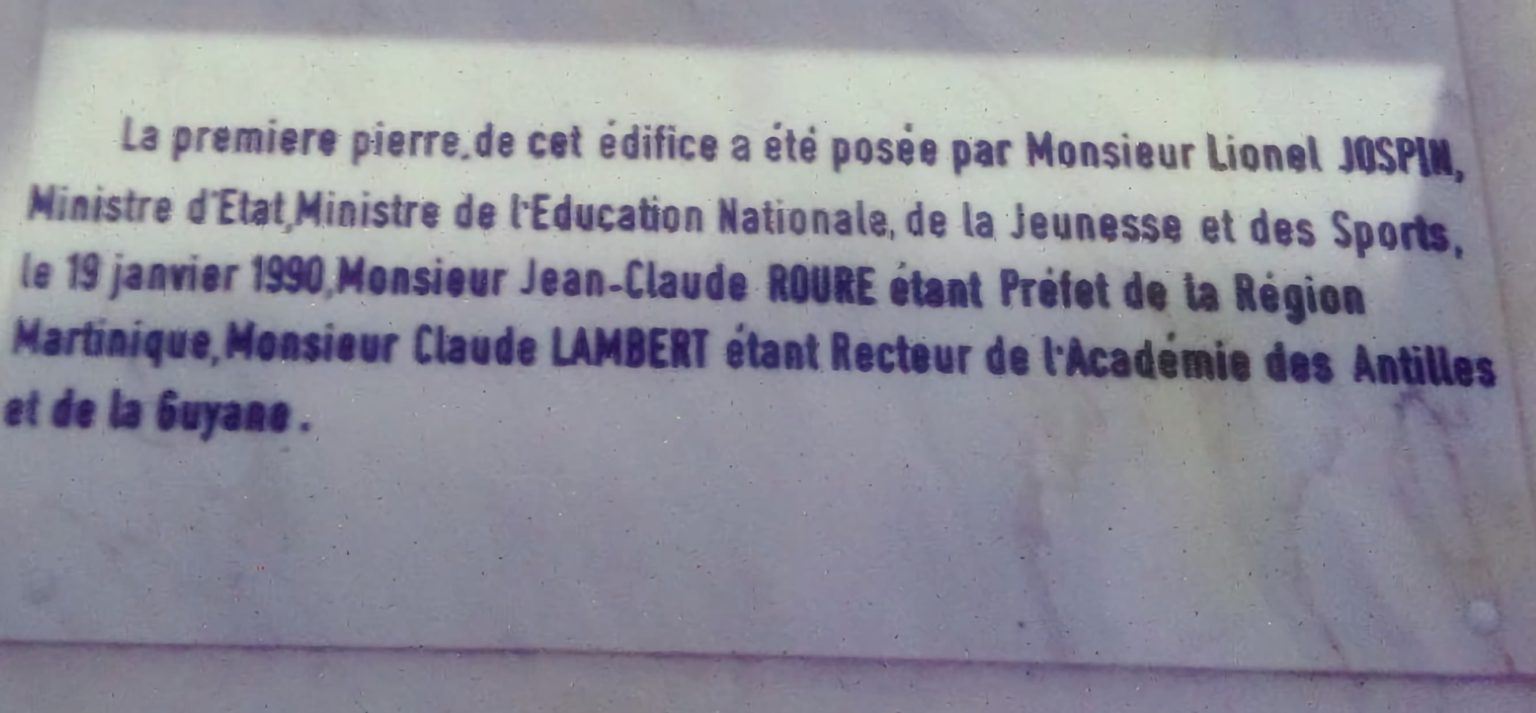 La premiere pierre.de cet édifice a été posée par Monsieur Lionel JOSPIN,
Ministre d'Etat,Ministre de l'Education Nationale, de la Jeunesse et des Sports,
le 19 janvier 1990,Monsieur Jean-Claude ROURE étant Préfet de la Région
Martinique,Monsieur Claude LAMBERT étant Recteur de l'Académie des Antilles
et de la Guyane.